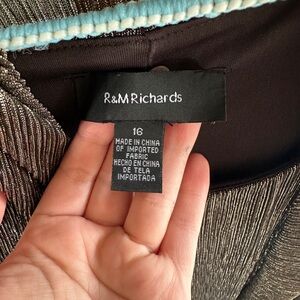 R&M Richards
16
MADE IN CHINA
OF IMPORTED
FABRIC
HECHO EN CHINA
DE TELA
IMPORTADA